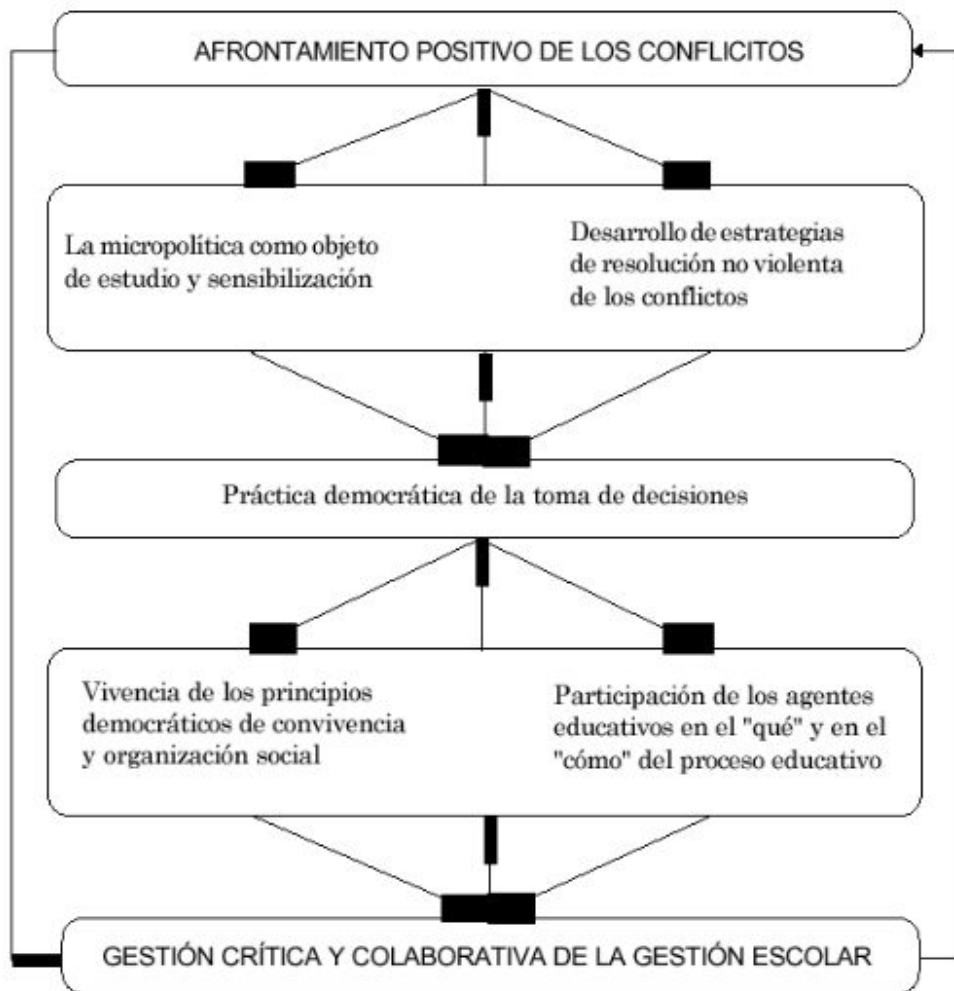 AFRONTAMIENTO POSITIVO DE LOS CONFLICITOS
La micropolítica como objeto
de estudio y sensibilización
Desarrollo de estrategias
de resolución no violenta
de los conflictos
Práctica democrática de la toma de decisiones
Vivencia de los principios
democráticos de convivencia
y organización social
Participación de los agentes
educativos en el "qué" y en el
"cómo" del proceso educativo
GESTIÓN CRÍTICA Y COLABORATIVA DE LA GESTIÓN ESCOLAR